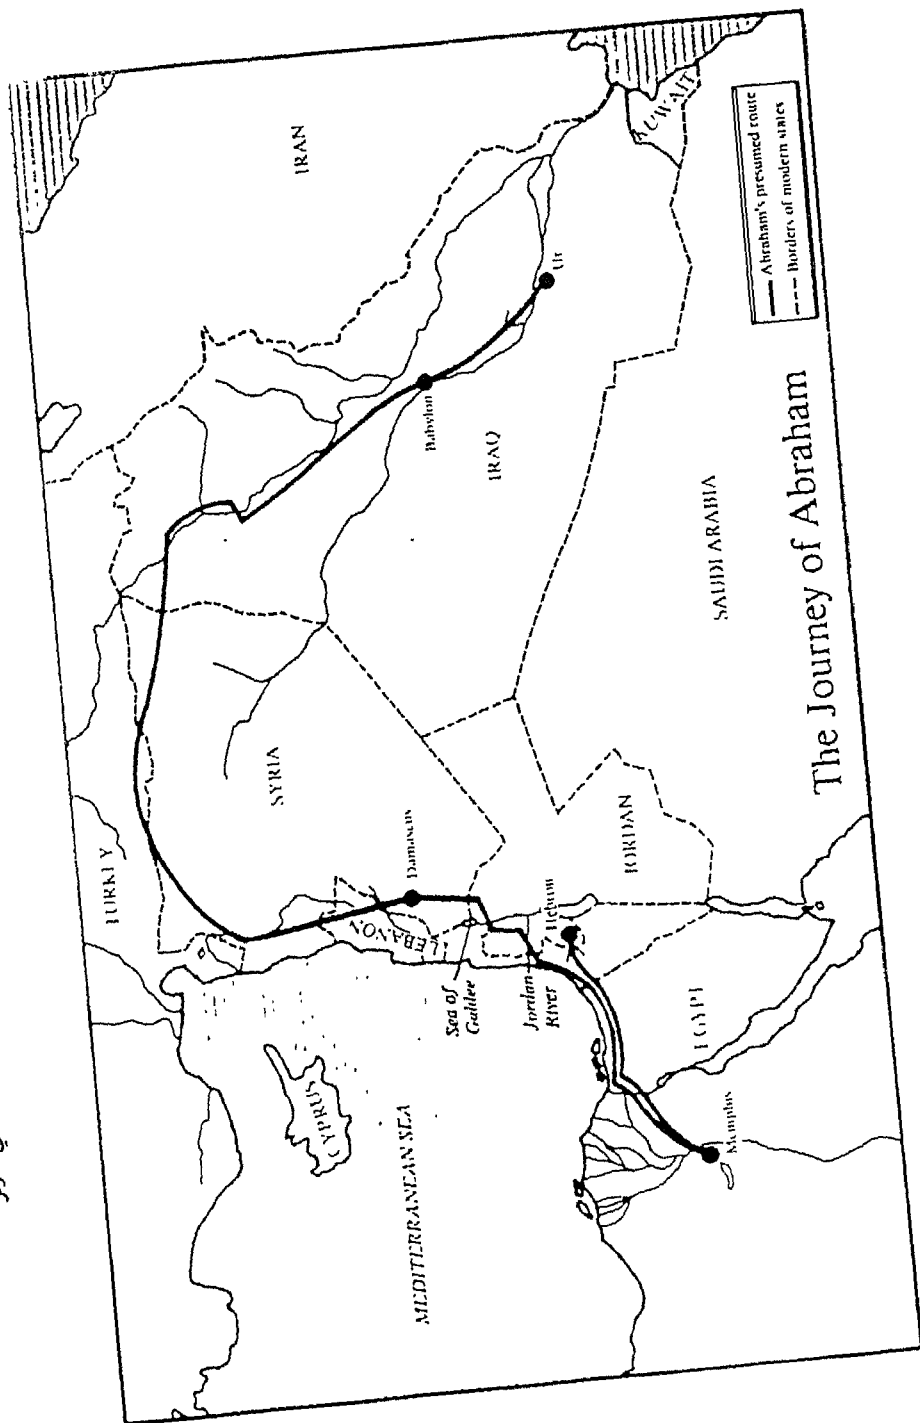 IRAN
KUWAIT
Abraham's presumed route
Borders of modern states
Ur
Babylon
IRAQ
The Journey of Abraham
SAUDI ARABIA
SYRIA
TURKEY
Damascus
LEBANON
JORDAN
Hebron
Sea of
Galilee
Jordan
River
EGYPT
CYPRUS
MEDITERRANEAN SEA
Memphis